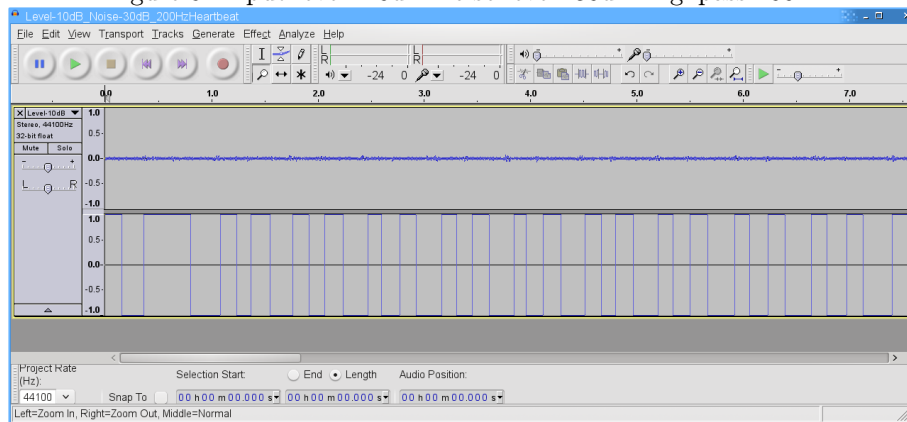 Level-10dB_Noise-30dB_200HzHeartbeat
File Edit View Transport Tracks Generate Effect Analyze Help
L
R
-24 0
L
R
-24 0
0,0 1.0 2.0 3.0 4.0 5.0 6.0 7.0
X Level-10dB
Stereo, 44100Hz
32-bit float
Mute Solo
- +
L R
1.0
0.5-
0.0-
-0.5-
-1.0
1.0
0.5-
0.0-
-0.5-
-1.0
Project Rate
(Hz):
44100
Snap To
Selection Start:
End Length
Audio Position:
00 h 00 m 00.000 s
00 h 00 m 00.000 s
00 h 00 m 00.000 s
Left=Zoom In, Right=Zoom Out, Middle=Normal